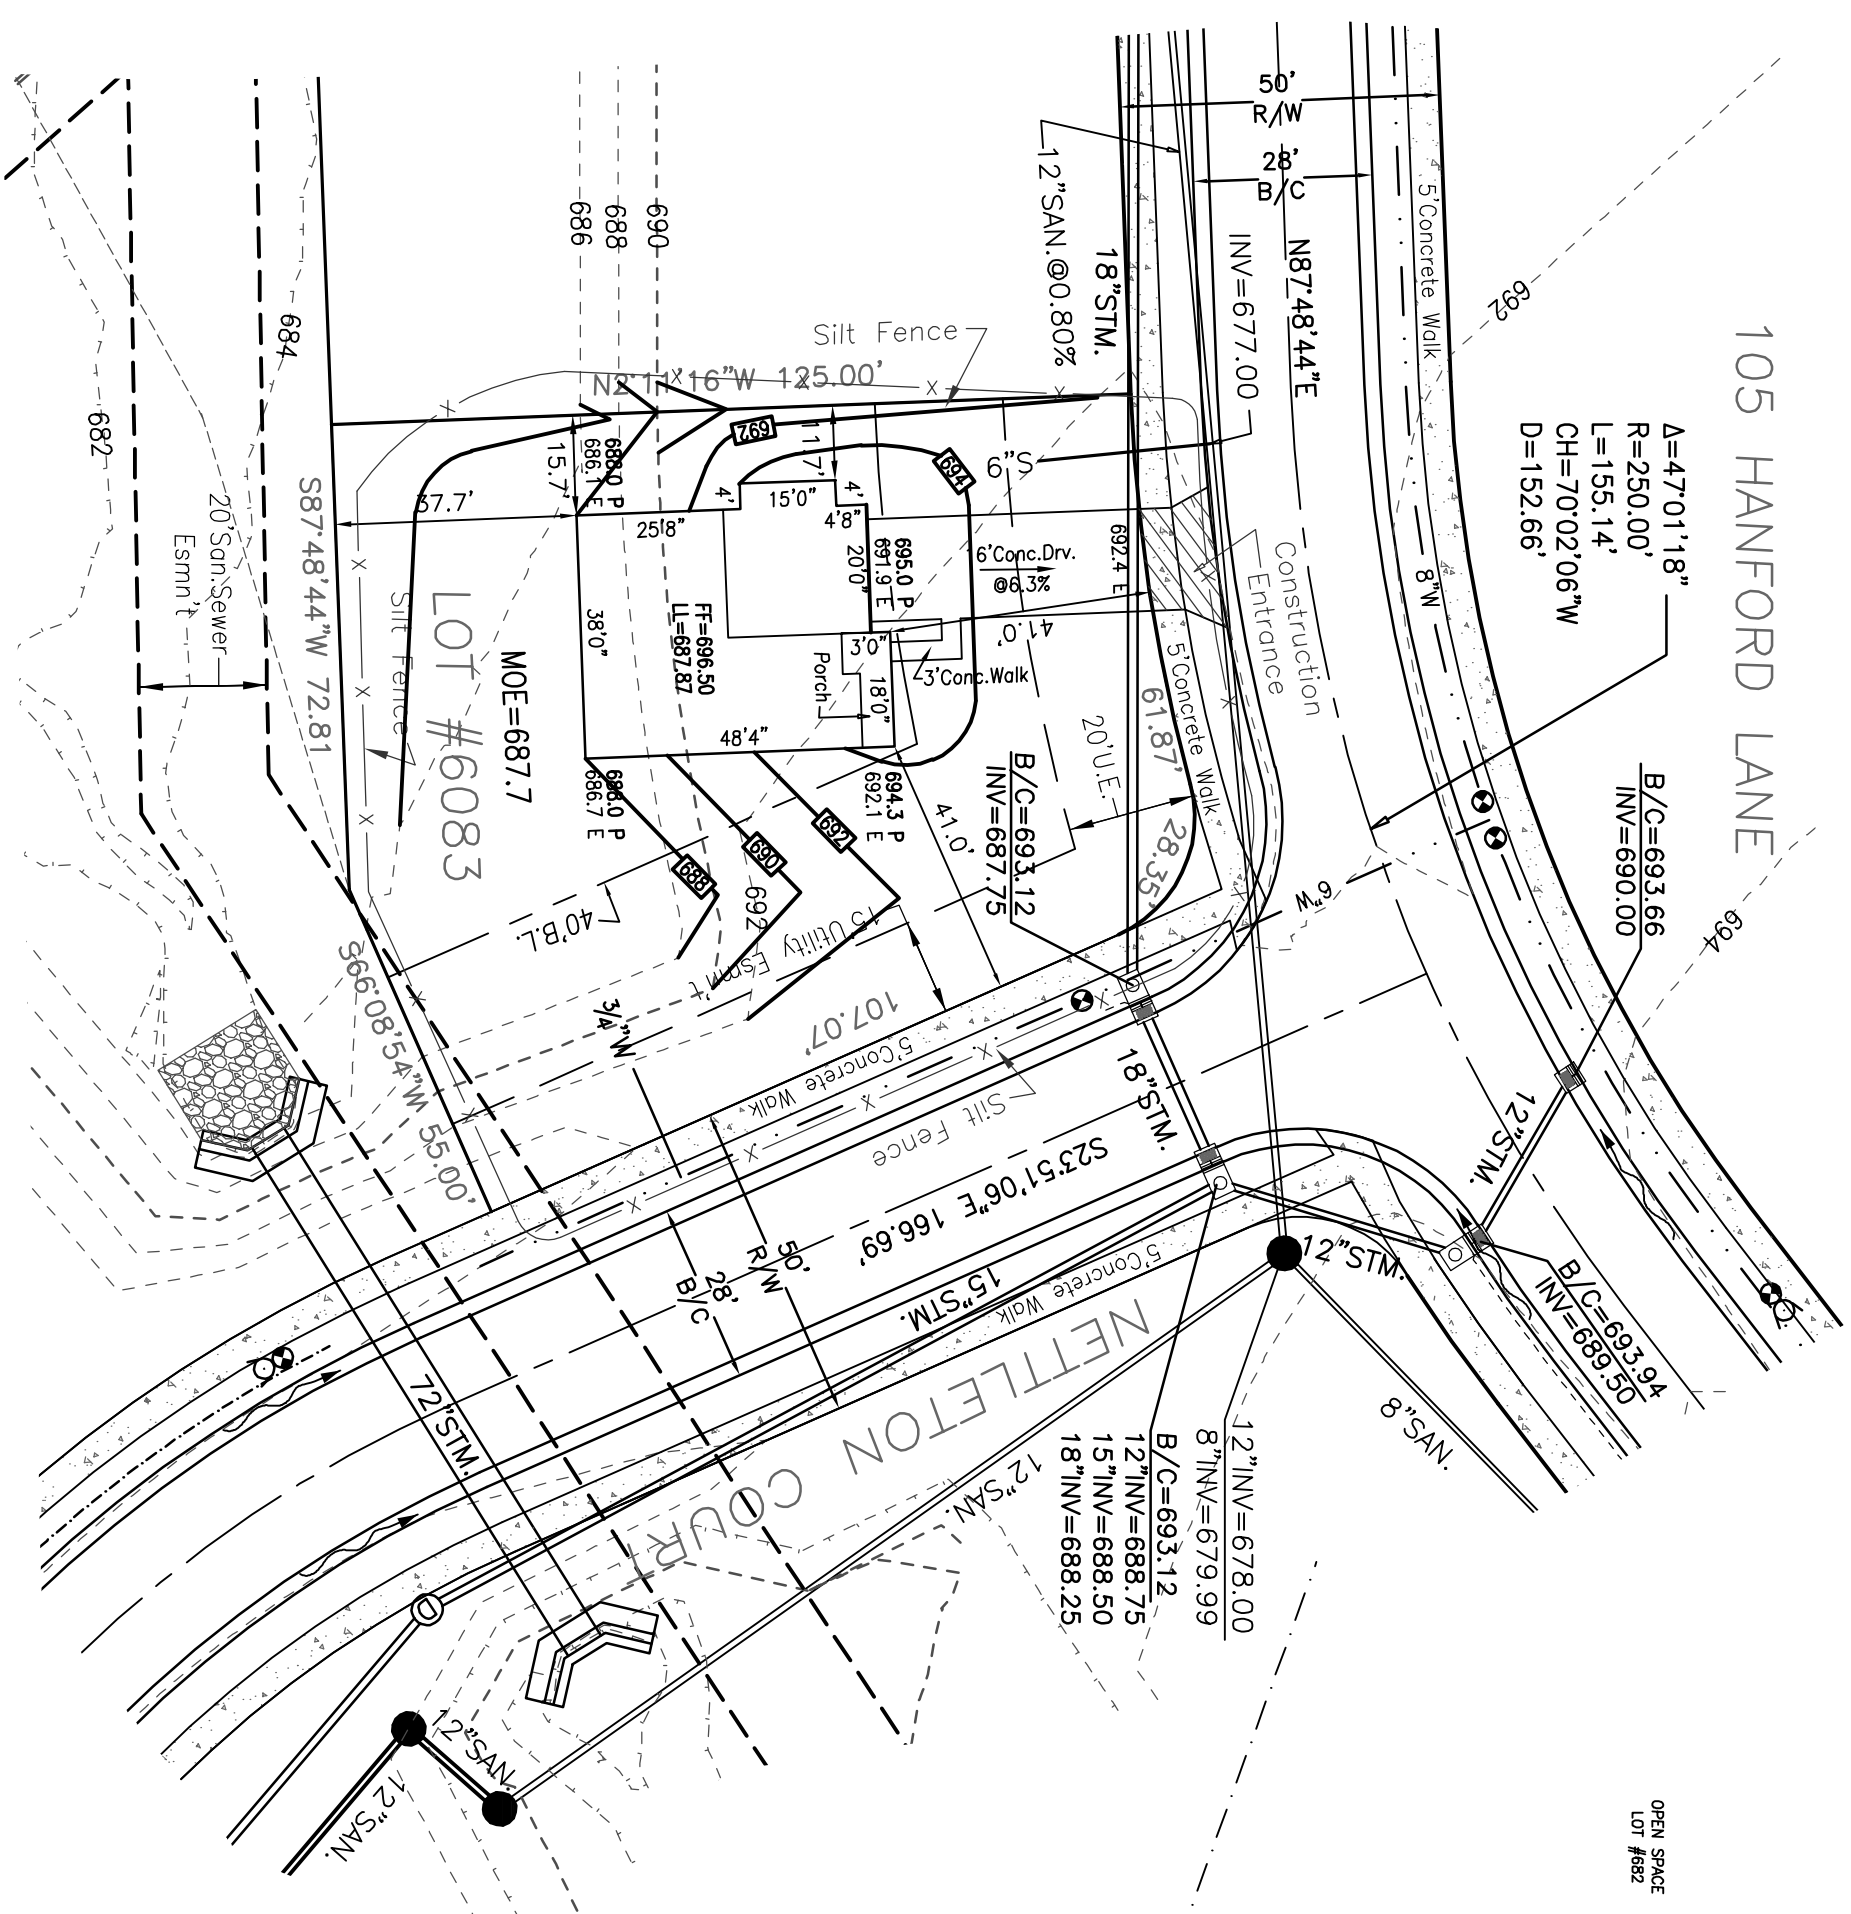 105 HANFORD LANE
Δ=47°01'18"
R=250.00'
L=155.14'
CH=70°02'06"W
D=152.66'
B/C=693.66
INV=690.00
692
694
50'
R/W
28'
B/C
5'Concrete Walk
8"W
N87°48'44"E
INV=677.00
12"SAN.@0.80%
18"STM.
686
688
690
684
682
Silt Fence
N2°11'16"W 125.00'
692
694
6"S
15.7'
11.7'
37.7'
688.0 P
686.1 E
25'8"
4'
15'0"
4'
4'8"
20'0"
695.0 P
691.9 E
6'Conc.Drv.
@6.3%
692.4 E
41.0'
Construction
Entrance
3'0"
3'Conc.Walk
18'0"
Porch
38'0"
FF=696.50
LL=687.87
48'4"
MOE=687.7
LOT #6083
Silt Fence
S87°48'44"W 72.81
20'San.Sewer
Esmn't
688.0 P
686.7 E
694.3 P
692.1 E
688
690
692
692
41.0'
B/C=693.12
INV=687.75
20'U.E.
61.87'
5'Concrete Walk
28.35'
6"W
40'B.L.
15'Utility Esmn't
107.07'
5'Concrete Walk
3/4"W
S66°08'54"W 55.00'
Silt Fence
18"STM.
12"STM.
S23°51'06"E 166.69'
50'
R/W
28'
B/C
15"STM.
5'Concrete Walk
12"STM.
B/C=693.94
INV=689.50
NETTLETON COURT
72"STM.
8"SAN.
12"INV=678.00
8"INV=679.99
B/C=693.12
12"INV=688.75
15"INV=688.50
18"INV=688.25
12"SAN.
D
12"SAN.
12"SAN.
OPEN SPACE
LOT #682